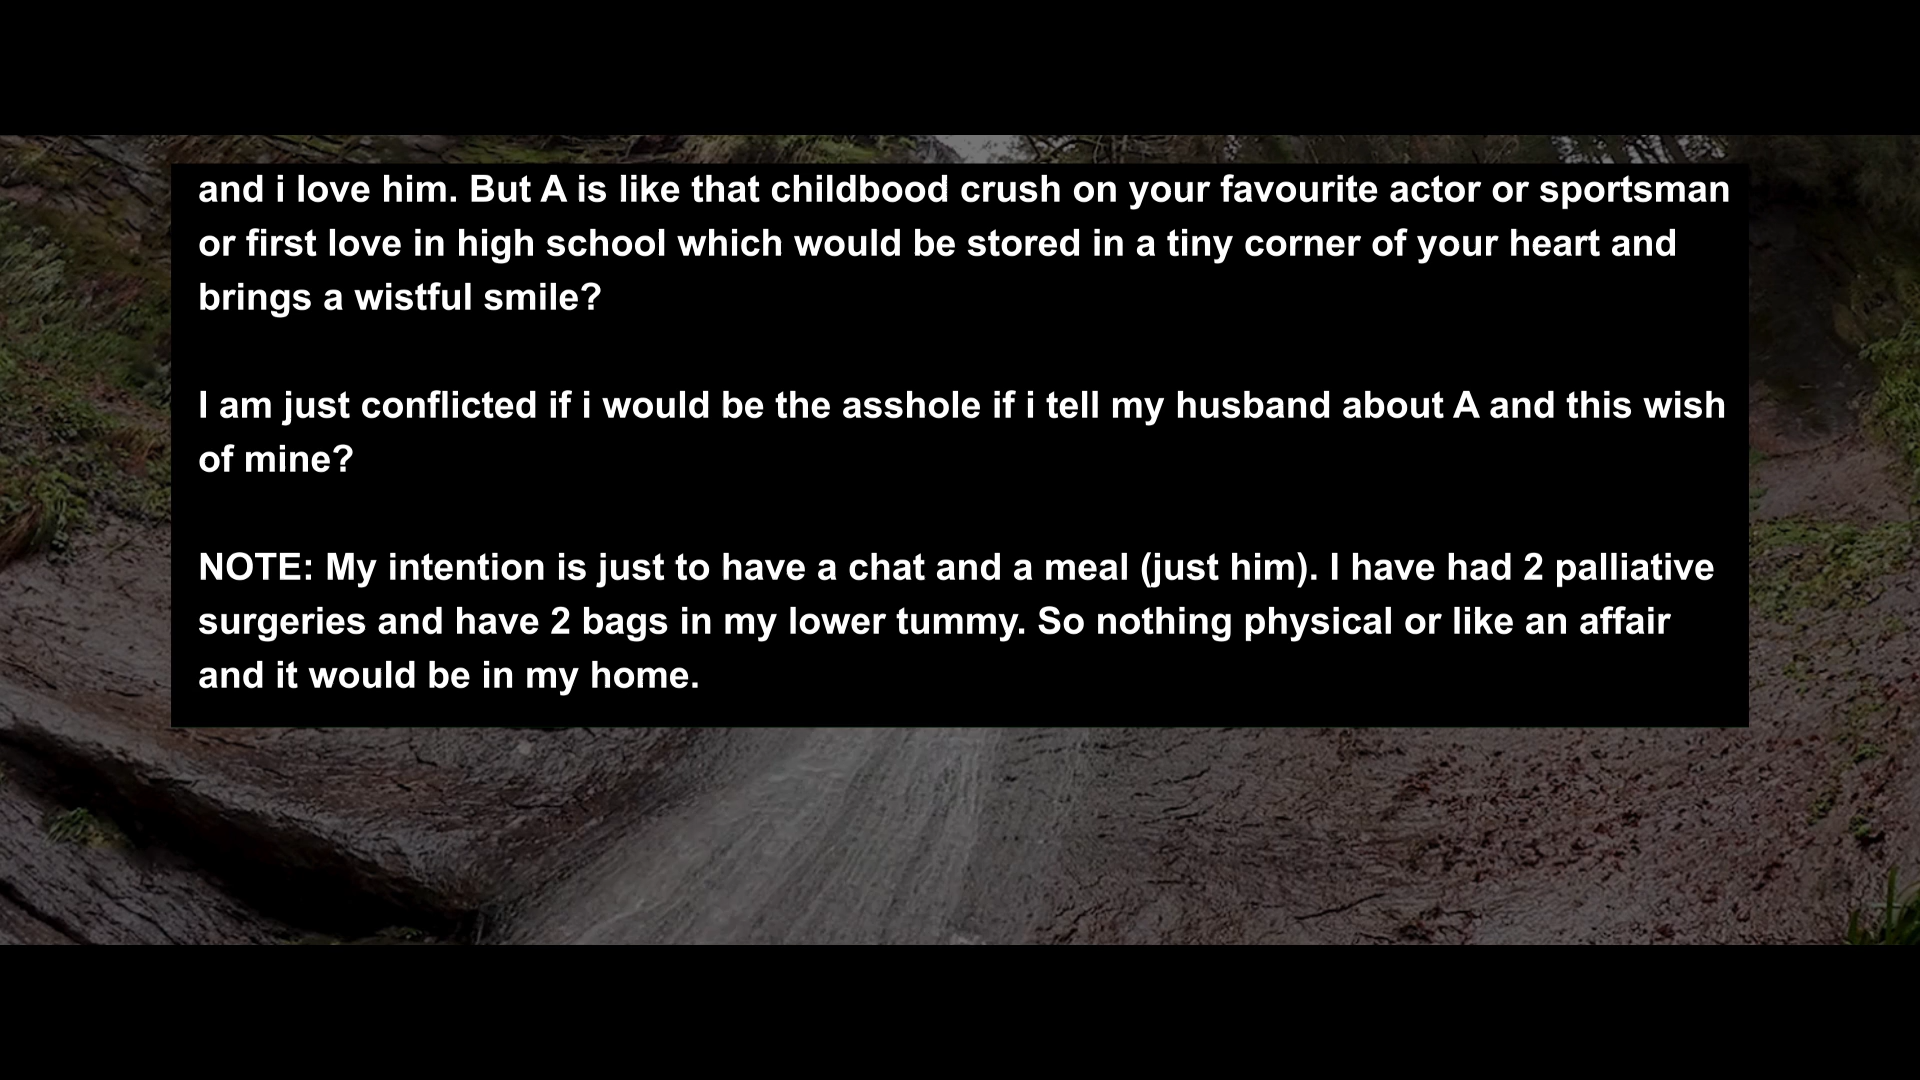 and i love him. But A is like that childbood crush on your favourite actor or sportsman
or first love in high school which would be stored in a tiny corner of your heart and
brings a wistful smile?
I am just conflicted if i would be the asshole if i tell my husband about A and this wish
of mine?
NOTE: My intention is just to have a chat and a meal (just him). I have had 2 palliative
surgeries and have 2 bags in my lower tummy. So nothing physical or like an affair
and it would be in my home.